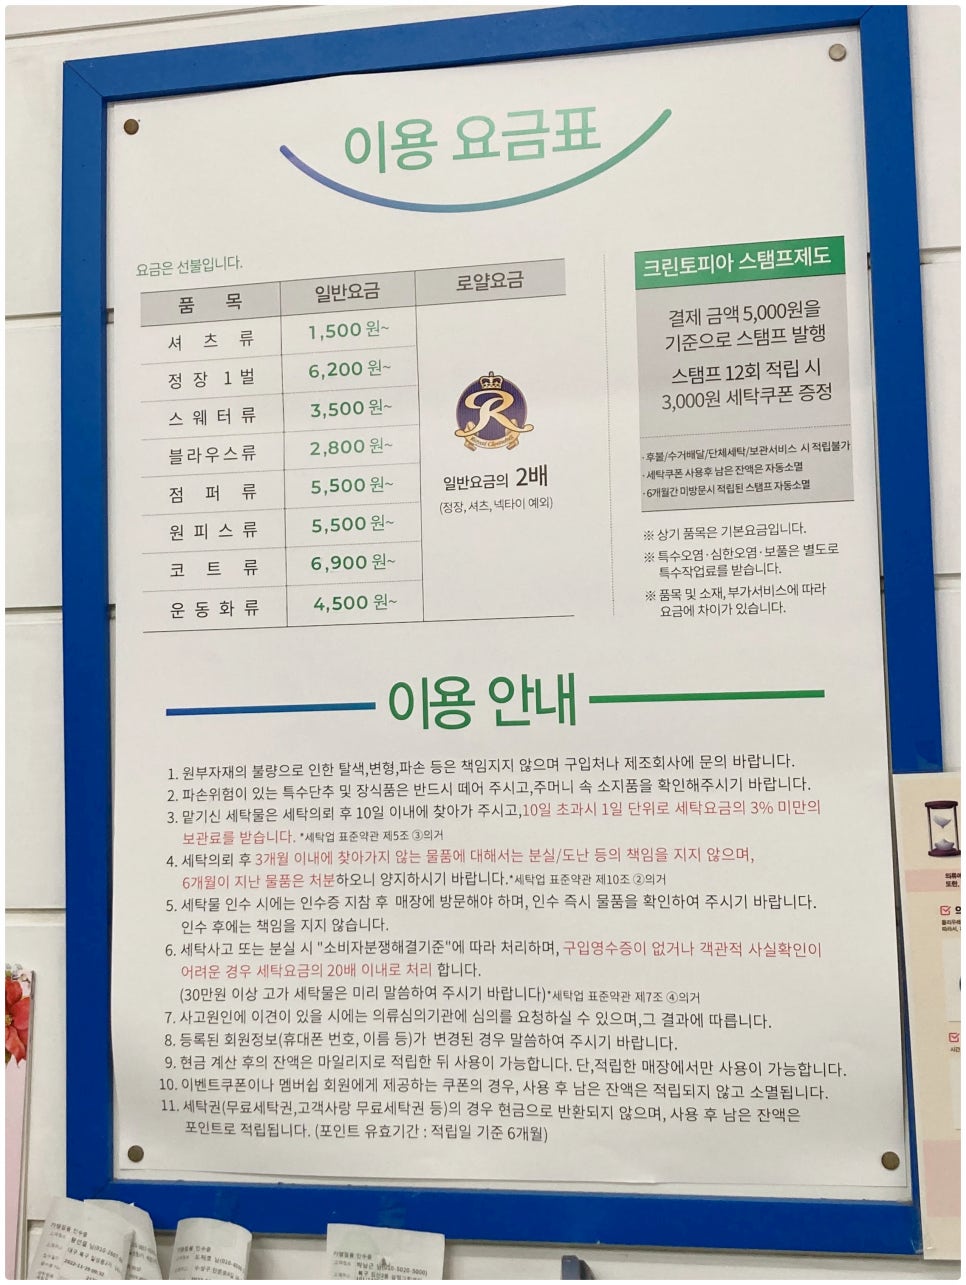 이용 요금표
요금은 선불입니다.
품 목 일반요금 로얄요금
셔 츠 류 1,500 원~
정 장 1 벌 6,200 원~
스 웨 터 류 3,500 원~
블라우스류 2,800 원~
점 퍼 류 5,500 원~
원 피 스 류 5,500 원~
코 트 류 6,900 원~
운 동 화 류 4,500 원~
R
일반요금의 2배
(정장, 셔츠, 넥타이 예외)
크린토피아 스탬프제도
결제 금액 5,000원을
기준으로 스탬프 발행
스탬프 12회 적립 시
3,000원 세탁쿠폰 증정
·후불/수거배달/단체세탁/보관서비스 시 적립불가
·세탁쿠폰 사용후 남은 잔액은 자동소멸
·6개월간 미방문시 적립된 스탬프 자동소멸
※ 상기 품목은 기본요금입니다.
※ 특수오염·심한오염·보풀은 별도로
특수작업료를 받습니다.
※ 품목 및 소재, 부가서비스에 따라
요금에 차이가 있습니다.
이용 안내
1. 원부자재의 불량으로 인한 탈색,변형,파손 등은 책임지지 않으며 구입처나 제조회사에 문의 바랍니다.
2. 파손위험이 있는 특수단추 및 장식품은 반드시 떼어 주시고,주머니 속 소지품을 확인해주시기 바랍니다.
3. 맡기신 세탁물은 세탁의뢰 후 10일 이내에 찾아가 주시고,10일 초과시 1일 단위로 세탁요금의 3% 미만의
보관료를 받습니다. *세탁업 표준약관 제5조 ③의거
4. 세탁의뢰 후 3개월 이내에 찾아가지 않는 물품에 대해서는 분실/도난 등의 책임을 지지 않으며,
6개월이 지난 물품은 처분하오니 양지하시기 바랍니다.*세탁업 표준약관 제10조 ②의거
5. 세탁물 인수 시에는 인수증 지참 후 매장에 방문해야 하며, 인수 즉시 물품을 확인하여 주시기 바랍니다.
인수 후에는 책임을 지지 않습니다.
6. 세탁사고 또는 분실 시 "소비자분쟁해결기준"에 따라 처리하며, 구입영수증이 없거나 객관적 사실확인이
어려운 경우 세탁요금의 20배 이내로 처리 합니다.
(30만원 이상 고가 세탁물은 미리 말씀하여 주시기 바랍니다)*세탁업 표준약관 제7조 ④의거
7. 사고원인에 이견이 있을 시에는 의류심의기관에 심의를 요청하실 수 있으며,그 결과에 따릅니다.
8. 등록된 회원정보(휴대폰 번호, 이름 등)가 변경된 경우 말씀하여 주시기 바랍니다.
9. 현금 계산 후의 잔액은 마일리지로 적립한 뒤 사용이 가능합니다. 단,적립한 매장에서만 사용이 가능합니다.
10. 이벤트쿠폰이나 멤버쉽 회원에게 제공하는 쿠폰의 경우, 사용 후 남은 잔액은 적립되지 않고 소멸됩니다.
11. 세탁권(무료세탁권,고객사랑 무료세탁권 등)의 경우 현금으로 반환되지 않으며, 사용 후 남은 잔액은
포인트로 적립됩니다. (포인트 유효기간 : 적립일 기준 6개월)